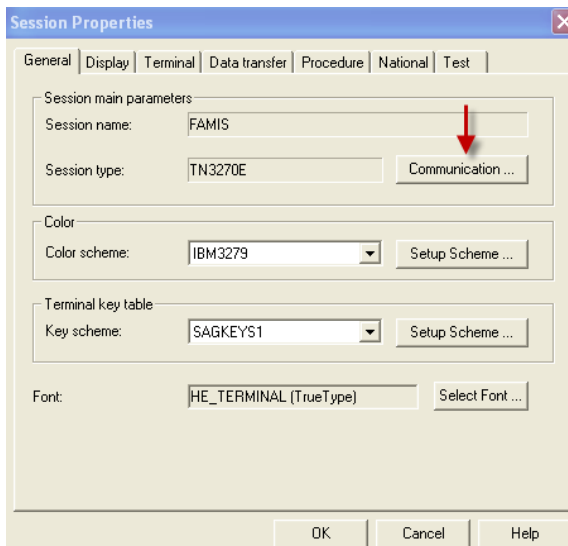 Session Properties
General Display Terminal Data transfer Procedure National Test
Session main parameters
Session name: FAMIS
Session type: TN3270E Communication ...
Color
Color scheme: IBM3279 Setup Scheme ...
Terminal key table
Key scheme: SAGKEYS1 Setup Scheme ...
Font: HE_TERMINAL (TrueType) Select Font ...
OK Cancel Help